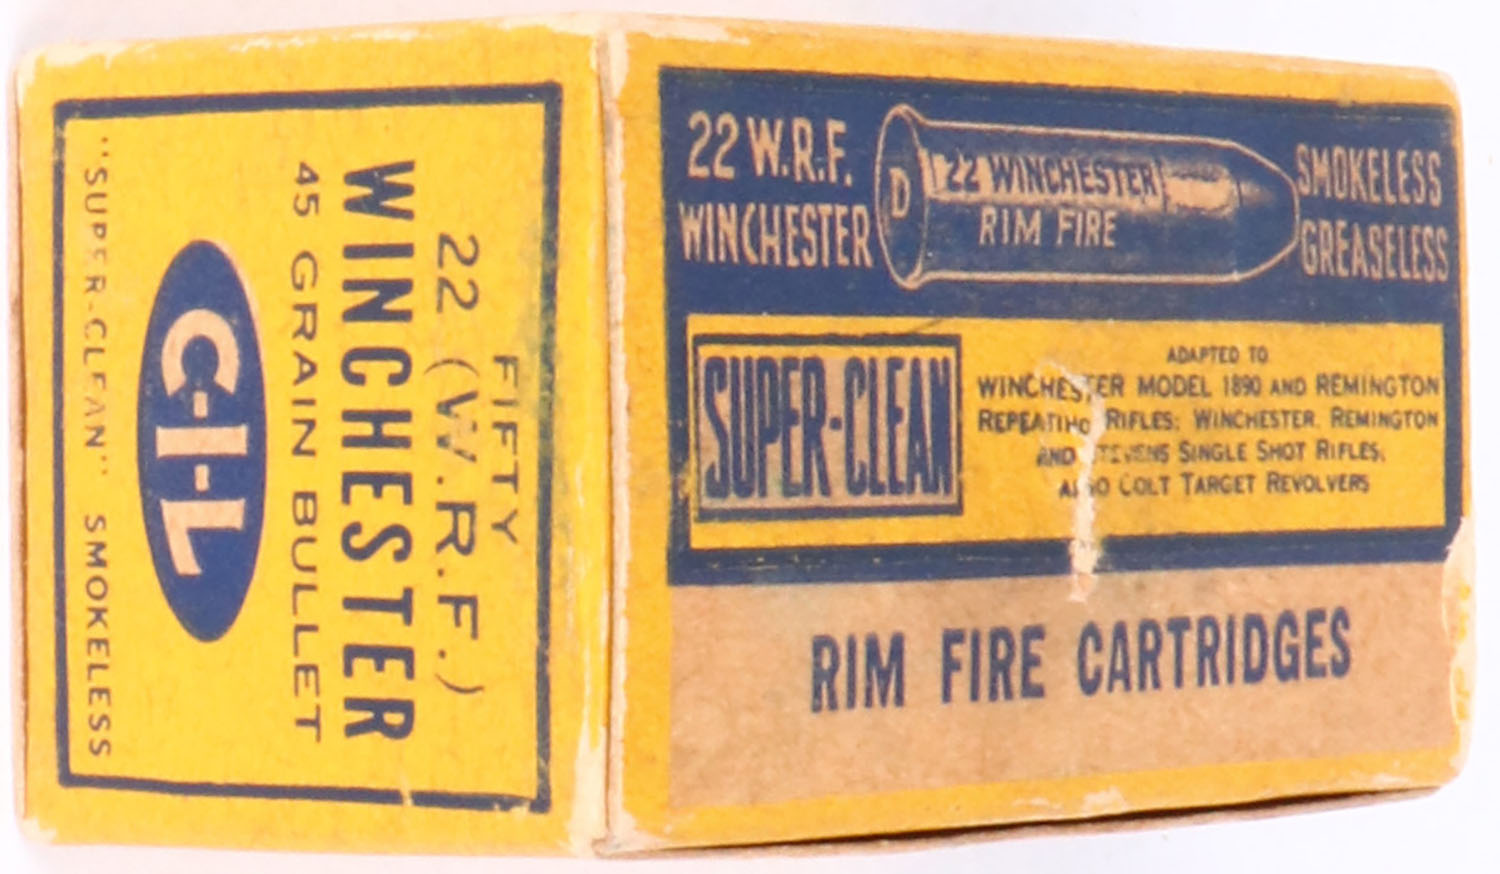 FIFTY
22 (W.R.F.)
WINCHESTER
45 GRAIN BULLET
C-I-L
"SUPER-CLEAN" SMOKELESS
22 W.R.F.
WINCHESTER
D
22 WINCHESTER
RIM FIRE
SMOKELESS
GREASELESS
SUPER-CLEAN
ADAPTED TO
WINCHESTER MODEL 1890 AND REMINGTON
REPEATING RIFLES; WINCHESTER, REMINGTON
AND STEVENS SINGLE SHOT RIFLES,
ALSO COLT TARGET REVOLVERS
RIM FIRE CARTRIDGES